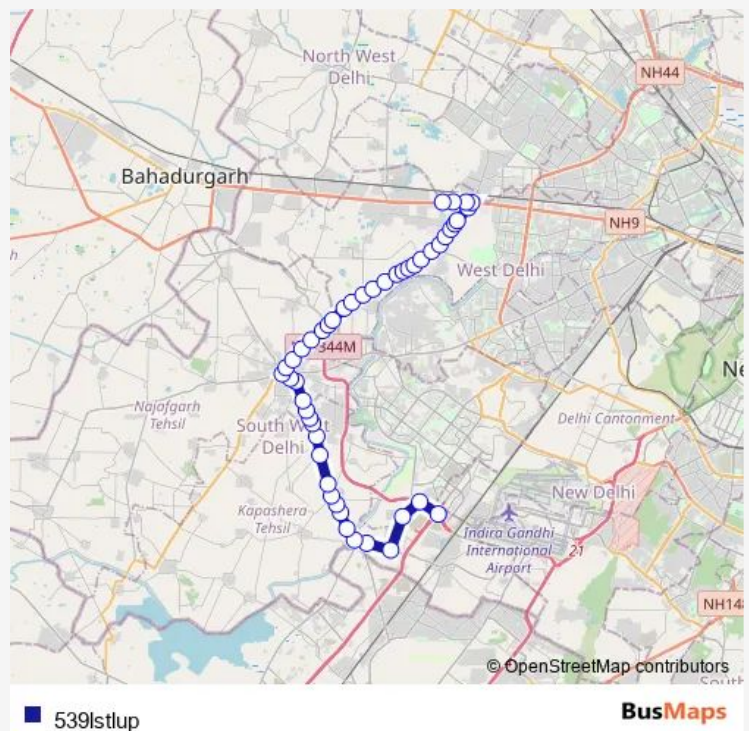 North West
Delhi
NH44
Bahadurgarh
NH9
West Delhi
344M
Najafgarh
Tehsil
South West
Delhi
Delhi Cantonment
New Delhi
Kapashera
Tehsil
Indira Gandhi
International
Airport
21
NH148
© OpenStreetMap contributors
539lstlup
BusMaps